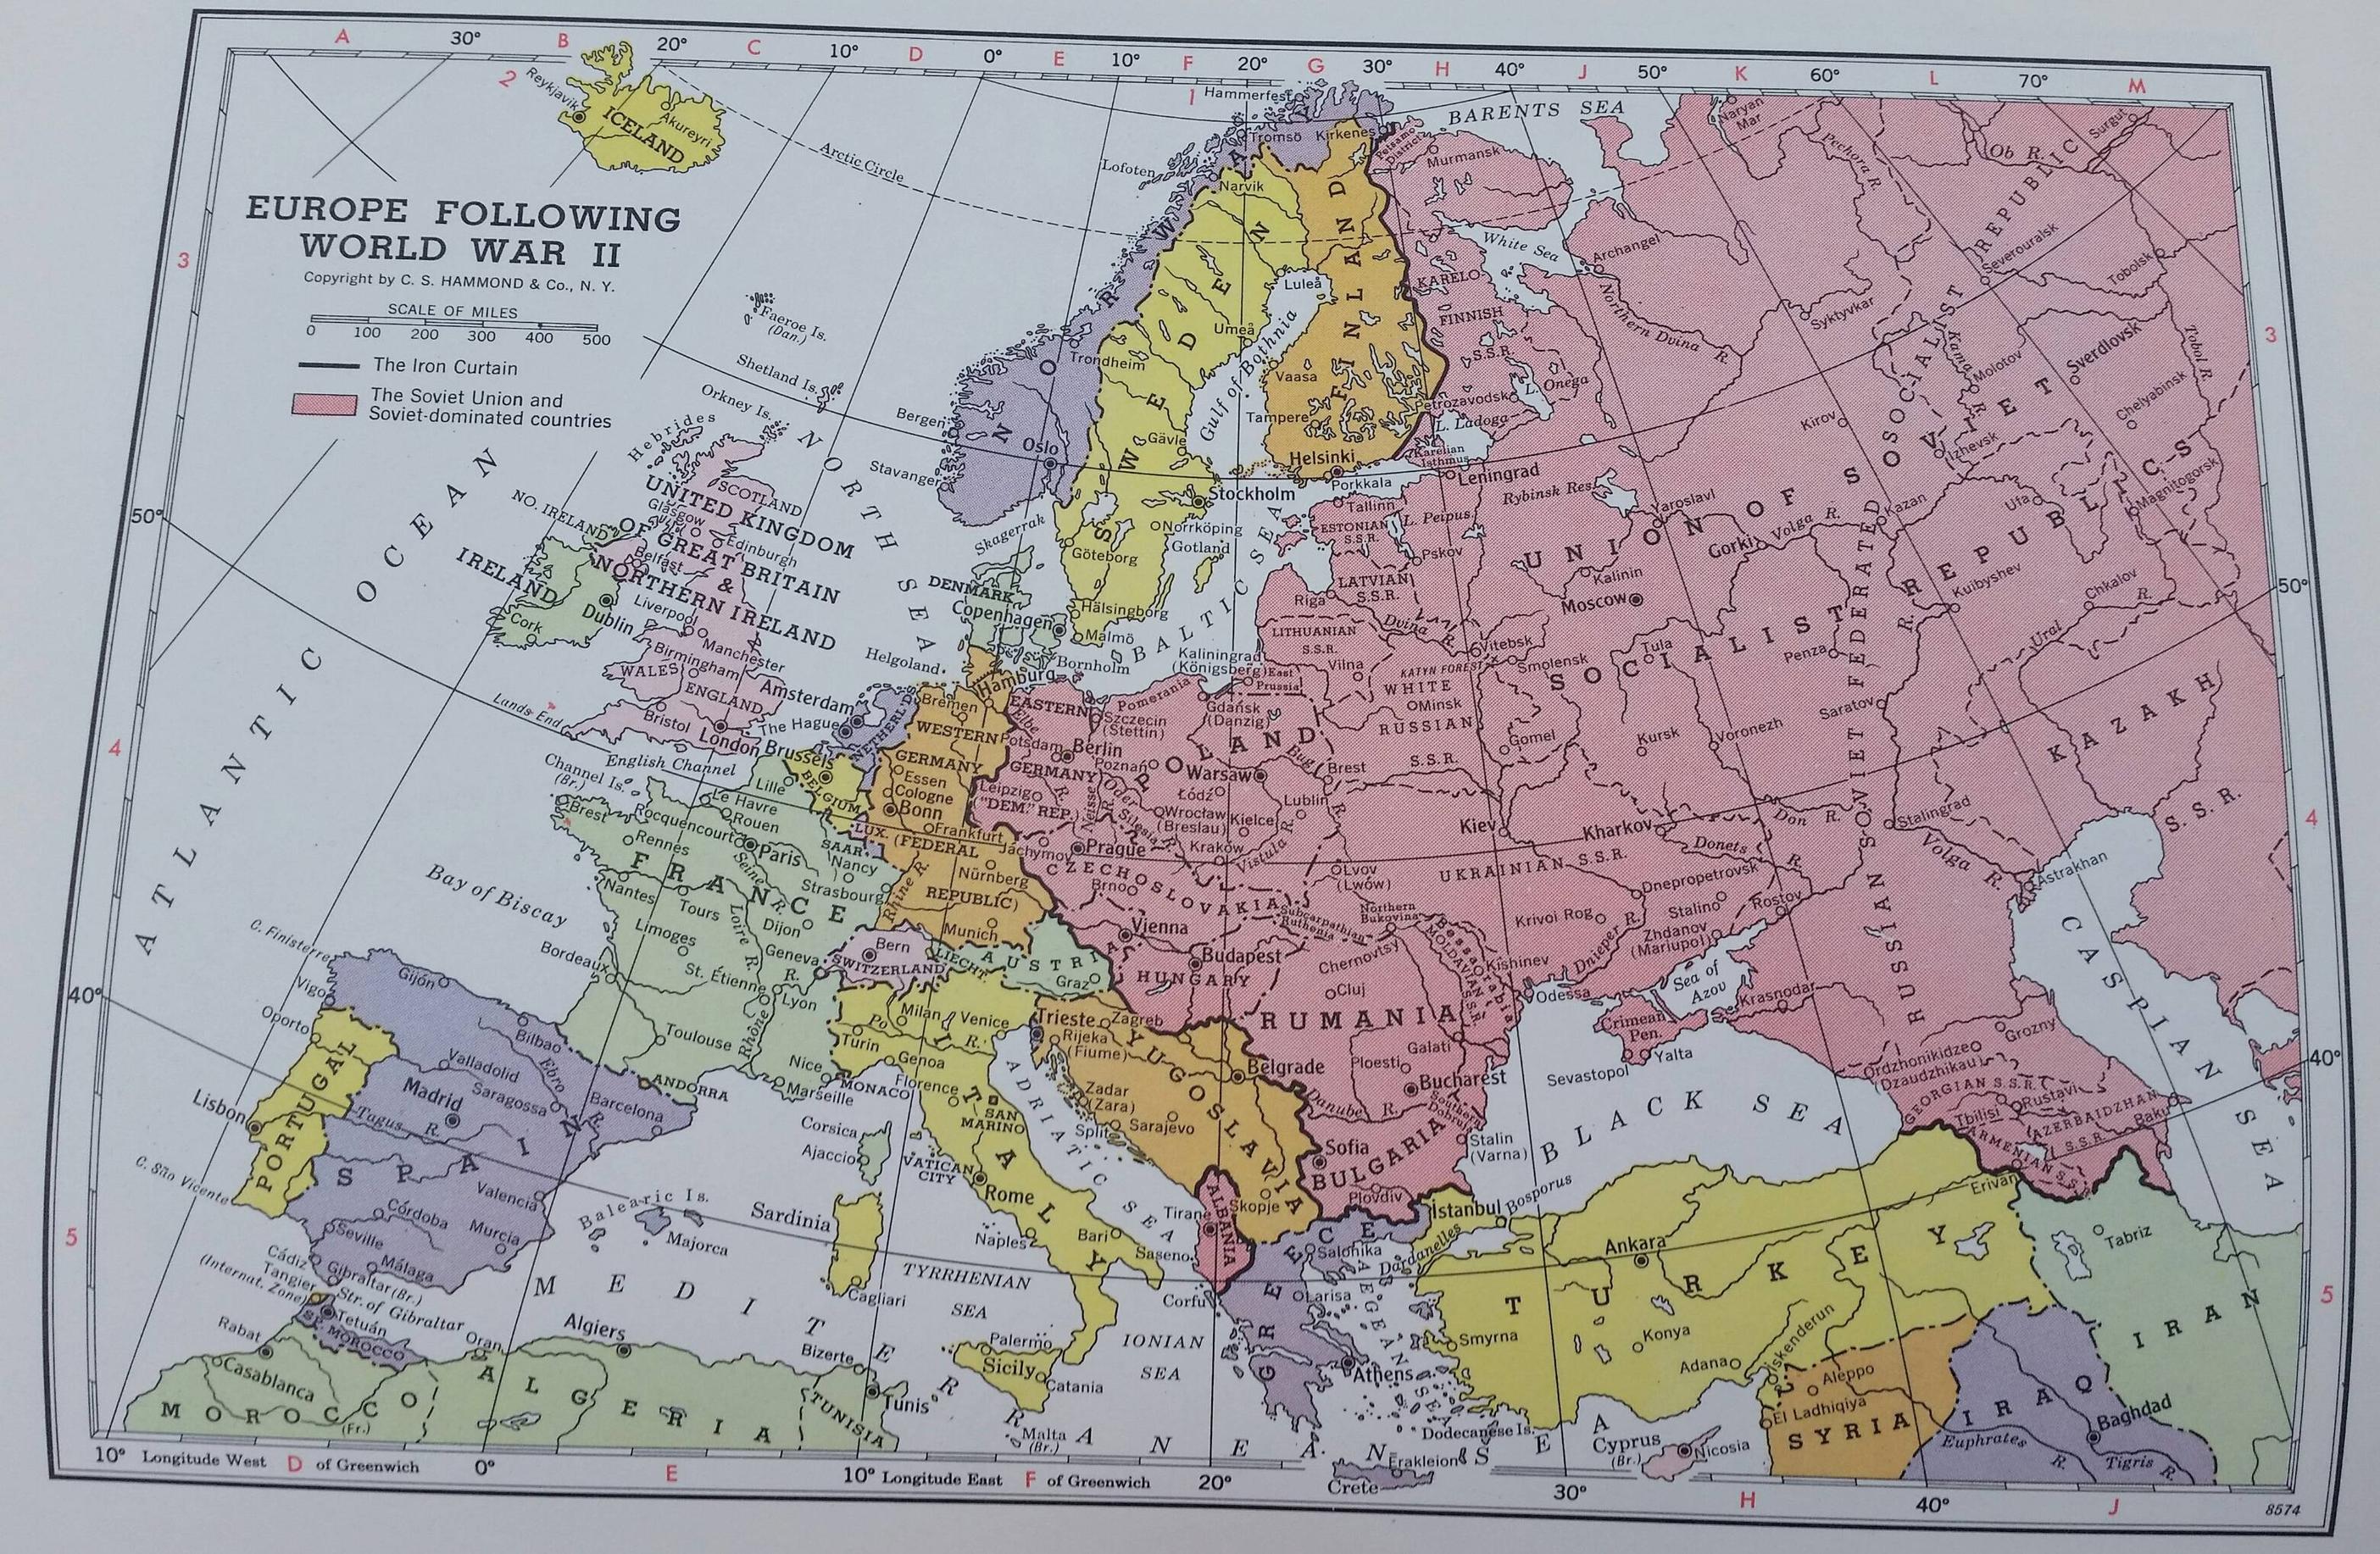 A
30°
B
20°
C
10°
D
0°
E
10°
F
20°
G
30°
H
40°
J
50°
K
60°
L
70°
M
2
1
3
3
50°
50°
4
4
40°
40°
5
5
EUROPE FOLLOWING
WORLD WAR II
Copyright by C. S. HAMMOND & Co., N. Y.
SCALE OF MILES
0 100 200 300 400 500
The Iron Curtain
The Soviet Union and
Soviet-dominated countries
Reykjavik
ICELAND
Akureyri
Arctic Circle
Faeroe Is.
(Dan.)
Shetland Is.
Orkney Is.
Hebrides
ATLANTIC OCEAN
NORTH SEA
BARENTS SEA
Hammerfest
Tromsö
Kirkenes
Petsamo
District
Lofoten
Narvik
NORWAY
Trondheim
Bergen
Stavanger
Oslo
SWEDEN
Luleå
Umeå
Gävle
Stockholm
Norrköping
Gotland
Göteborg
Hälsingborg
Malmö
Skagerrak
Gulf of Bothnia
BALTIC SEA
FINLAND
Vaasa
Tampere
Helsinki
Porkkala
DENMARK
Copenhagen
Bornholm
Helgoland
SCOTLAND
UNITED KINGDOM
OF GREAT BRITAIN
&
NORTHERN IRELAND
NO. IRELAND
Glasgow
Edinburgh
Belfast
IRELAND
Dublin
Cork
Liverpool
Manchester
Birmingham
WALES
ENGLAND
Bristol
London
Lands End
English Channel
Channel Is.
(Br.)
Amsterdam
The Hague
NETHERL'DS
Brussels
BELGIUM
LUX.
SAAR
Lille
Le Havre
Rouen
Rocquencourt
Brest
Rennes
Paris
Seine R.
Nancy
Strasbourg
FRANCE
Nantes
Tours
Loire R.
Dijon
Limoges
Geneva
Bordeaux
St. Étienne
Lyon
R.
Rhône
Toulouse
Nice
Marseille
MONACO
ANDORRA
Bay of Biscay
C. Finisterre
Vigo
Gijón
Oporto
Bilbao
Valladolid
Ebro R.
Saragossa
Madrid
Barcelona
Lisbon
PORTUGAL
Tagus R.
SPAIN
Valencia
Córdoba
Murcia
Seville
Málaga
Cádiz
Gibraltar (Br.)
C. São Vicente
Tangier
(Internat. Zone)
Str. of Gibraltar
Tetuán
SP. MOROCCO
Rabat
Casablanca
MOROCCO
(Fr.)
Oran
Algiers
ALGERIA
Bizerte
Tunis
TUNISIA
Balearic Is.
Majorca
Corsica
Ajaccio
Sardinia
Cagliari
MEDITERRANEAN SEA
TYRRHENIAN
SEA
Hamburg
Bremen
WESTERN
GERMANY
(FEDERAL
REPUBLIC)
Essen
Cologne
Bonn
Frankfurt
Nürnberg
Rhine R.
Munich
EASTERN
GERMANY
("DEM." REP.)
Elbe
R.
Potsdam
Berlin
Leipzig
Pomerania
Szczecin
(Stettin)
Gdańsk
(Danzig)
Kaliningrad
(Königsberg)
East
Prussia
POLAND
Poznań
Warsaw
Bug R.
Łódź
Lublin
Wrocław
(Breslau)
Kielce
Oder
R.
Neisse R.
Silesia
Kraków
Vistula R.
Jáchymov
Prague
CZECHOSLOVAKIA
Brno
Bern
SWITZERLAND
LIECHT.
AUSTRIA
Vienna
Graz
Budapest
HUNGARY
Milan
Venice
Po R.
Turin
Genoa
Florence
SAN
MARINO
ITALY
VATICAN
CITY
Rome
Naples
Bari
Palermo
Sicily
Catania
Malta
(Br.)
IONIAN
SEA
ADRIATIC SEA
Trieste
Rijeka
(Fiume)
Zagreb
YUGOSLAVIA
Zadar
(Zara)
Split
Sarajevo
Belgrade
Skopje
Tirane
ALBANIA
Saseno
Corfu
RUMANIA
Cluj
Galati
Ploesti
Bucharest
Danube R.
Southern
Dobruja
Sofia
BULGARIA
Plovdiv
Stalin
(Varna)
GREECE
Salonika
Larisa
Athens
AEGEAN SEA
Dardanelles
Dodecanese Is.
Erakleion
Crete
İstanbul
Bosporus
TURKEY
Ankara
Smyrna
Konya
Adana
İskenderun
Cyprus
(Br.)
Nicosia
SYRIA
Aleppo
El Ladhiqiya
IRAQ
Baghdad
Euphrates
R.
Tigris R.
IRAN
Tabriz
BLACK SEA
CASPIAN SEA
Murmansk
White Sea
Archangel
Naryan
Mar
Pechora R.
Ob R.
Surgut
Severouralsk
Tobolsk
Tobol R.
KARELO
FINNISH
S.S.R.
Northern Dvina R.
Syktyvkar
Kama R.
Molotov
Sverdlovsk
Chelyabinsk
Petrozavodsk
L. Onega
L. Ladoga
Karelian
Isthmus
Leningrad
Rybinsk Res.
Kirov
Izhevsk
Ufa
Magnitogorsk
UNION OF SOVIET
SOCIALIST REPUBLICS
RUSSIAN SOVIET FEDERATED SOCIALIST REPUBLIC
Tallinn
ESTONIAN
S.S.R.
L. Peipus
Pskov
LATVIAN
S.S.R.
Riga
Dvina R.
LITHUANIAN
S.S.R.
Vilna
Yaroslavl
Kalinin
Moscow
Gorki
Volga R.
Kazan
Kuibyshev
Chkalov
Ural R.
R.
Vitebsk
KATYN FOREST
Smolensk
Tula
Penza
WHITE
RUSSIAN
S.S.R.
Minsk
Gomel
Brest
Kursk
Voronezh
Saratov
KAZAKH
S. S. R.
Kiev
Kharkov
Don R.
Stalingrad
Volga R.
Astrakhan
Lvov
(Lwów)
UKRAINIAN S.S.R.
Donets R.
Dnepropetrovsk
Krivoi Rog
Stalino
Rostov
Zhdanov
(Mariupol)
Dnieper R.
Subcarpathian
Ruthenia
Northern
Bukovina
Chernovtsy
Bessarabia
MOLDAVIAN S.S.R.
Kishinev
Odessa
Sea of
Azov
Krasnodar
Crimean
Pen.
Yalta
Sevastopol
Grozny
Ordzhonikidze
(Dzaudzhikau)
GEORGIAN S.S.R.
Tbilisi
Rustavi
AZERBAIDZHAN
S.S.R.
Baku
ARMENIAN S.S.R.
Erivan
10° Longitude West D of Greenwich 0° E 10° Longitude East F of Greenwich 20° 30° H 40° J
8574